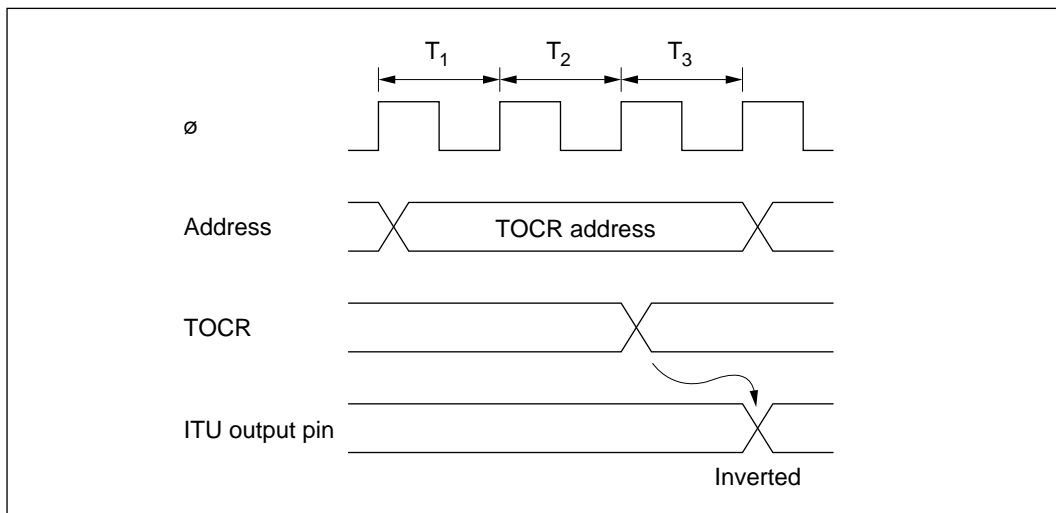 T1 T2 T3
ø
Address TOCR address
TOCR
ITU output pin
Inverted